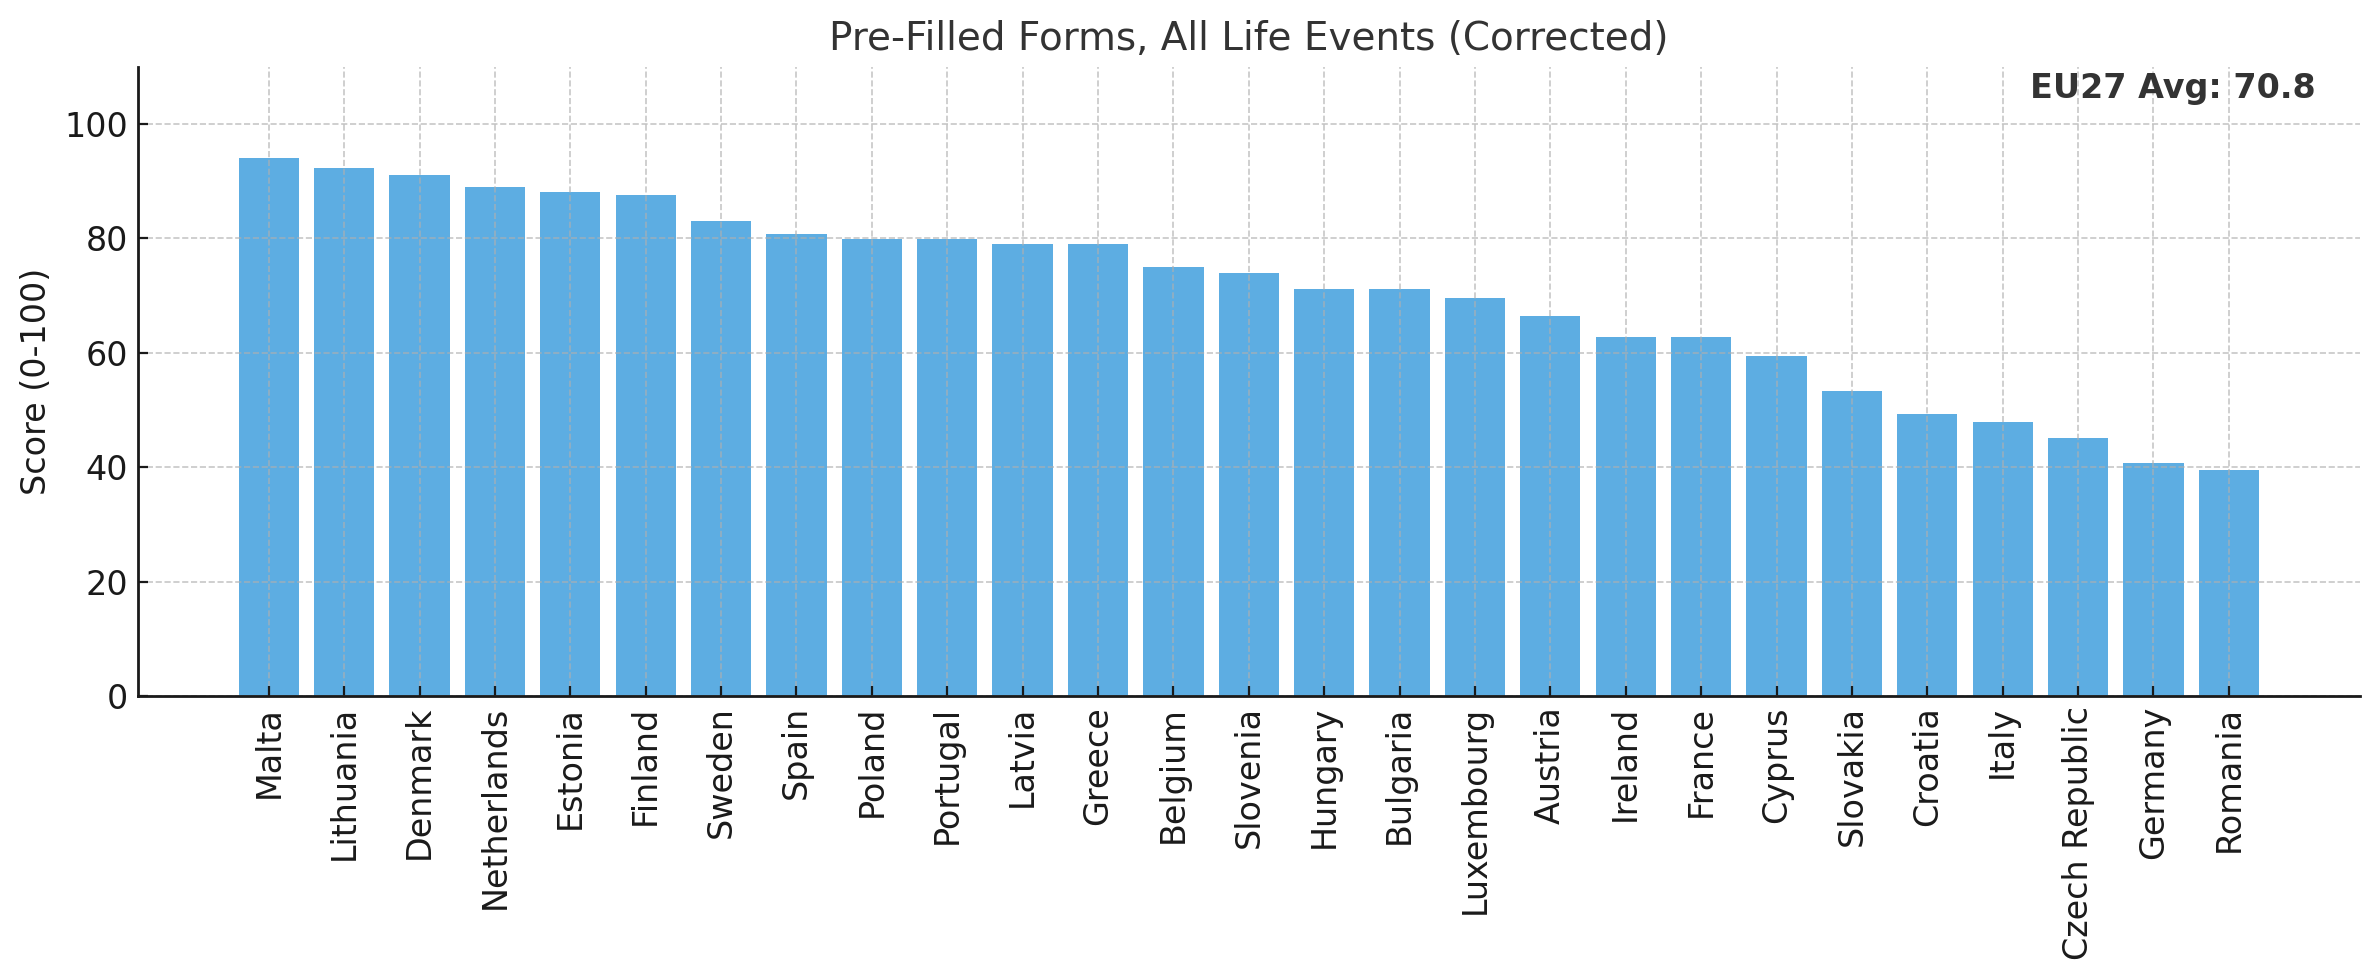 Pre-Filled Forms, All Life Events (Corrected)
EU27 Avg: 70.8
Score (0-100)
100
80
60
40
20
0
Malta
Lithuania
Denmark
Netherlands
Estonia
Finland
Sweden
Spain
Poland
Portugal
Latvia
Greece
Belgium
Slovenia
Hungary
Bulgaria
Luxembourg
Austria
Ireland
France
Cyprus
Slovakia
Croatia
Italy
Czech Republic
Germany
Romania